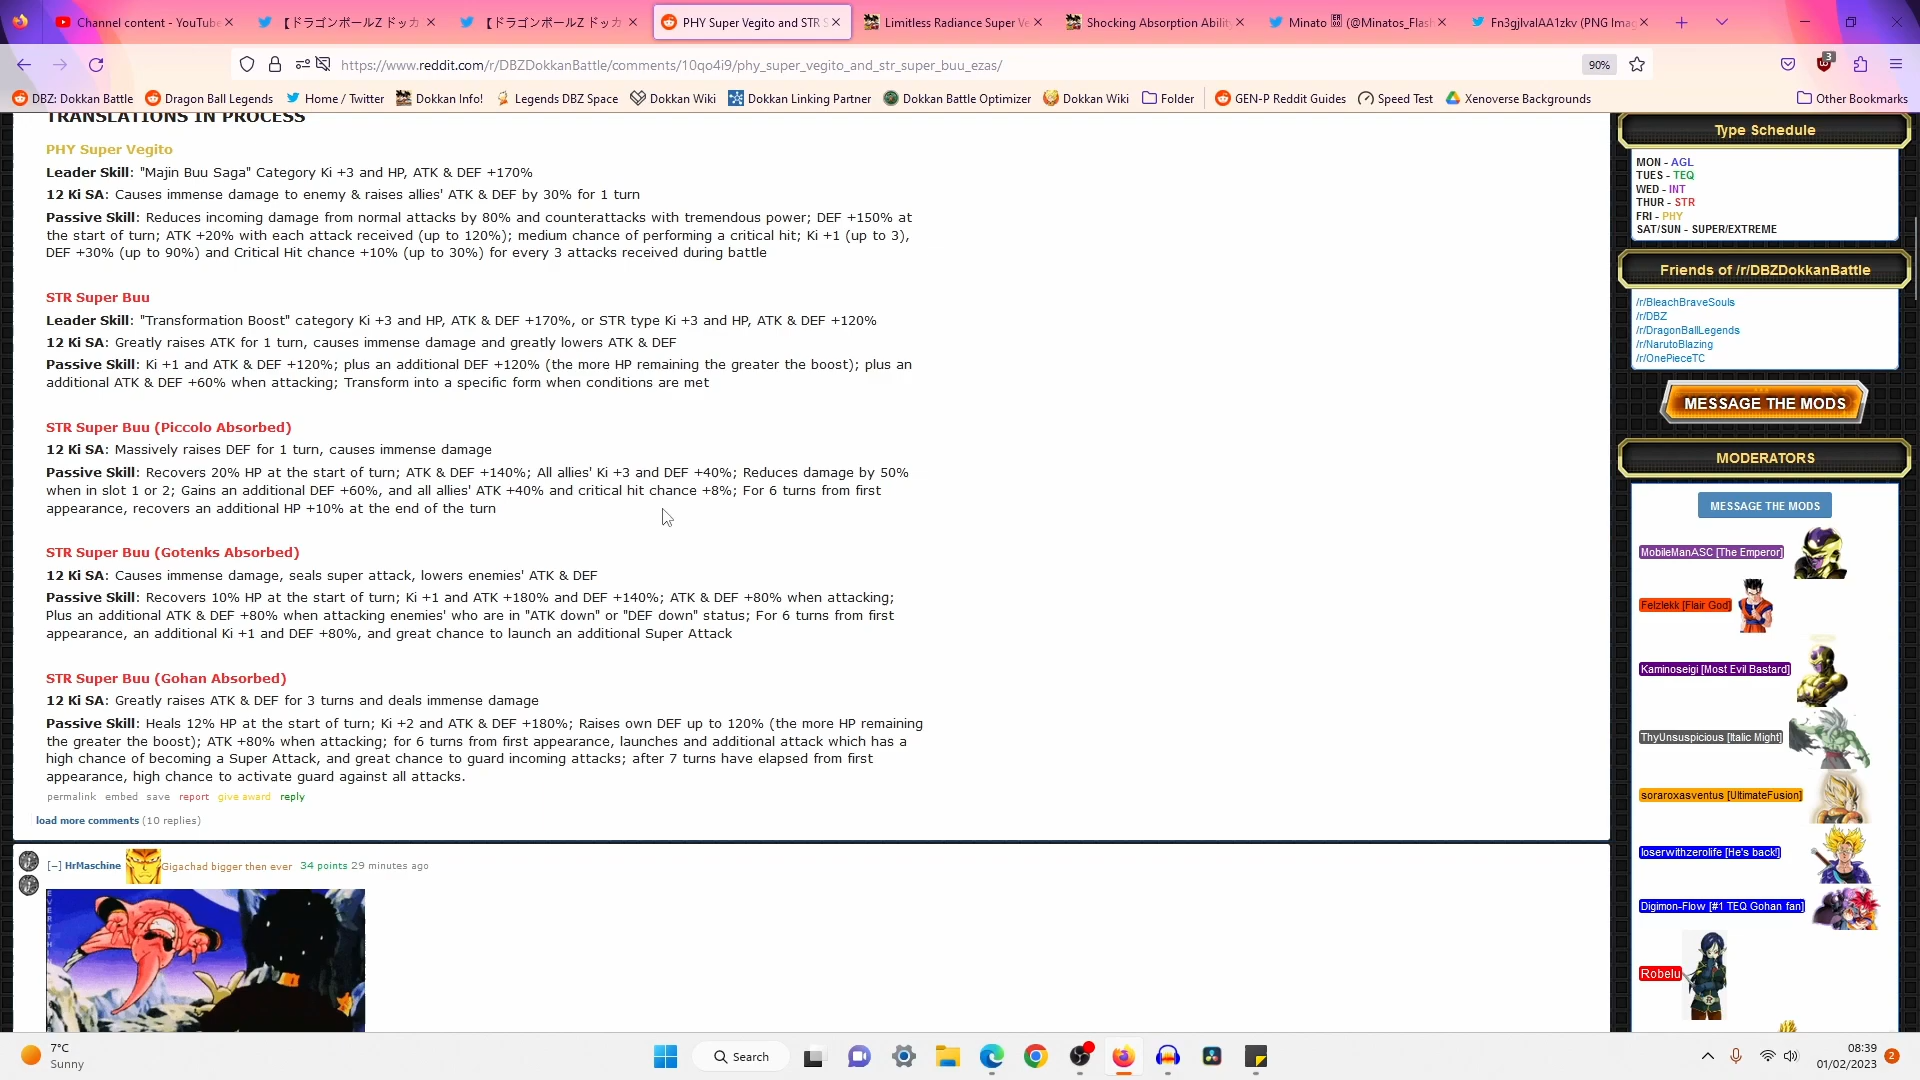 Channel content - YouTube
【ドラゴンボールZ ドッカ
【ドラゴンボールZ ドッカ
PHY Super Vegito and STR S
Limitless Radiance Super Ve
Shocking Absorption Ability
Minato
(@Minatos_Flash
Fn3gjlvaIAA1zkv (PNG Imag
https://www.reddit.com/r/DBZDokkanBattle/comments/10qo4i9/phy_super_vegito_and_str_super_buu_ezas/
90%
3
DBZ: Dokkan Battle
Dragon Ball Legends
Home / Twitter
Dokkan Info!
Legends DBZ Space
Dokkan Wiki
Dokkan Linking Partner
Dokkan Battle Optimizer
Dokkan Wiki
Folder
GEN-P Reddit Guides
Speed Test
Xenoverse Backgrounds
Other Bookmarks
TRANSLATIONS IN PROCESS
PHY Super Vegito
Leader Skill: "Majin Buu Saga" Category Ki +3 and HP, ATK & DEF +170%
12 Ki SA: Causes immense damage to enemy & raises allies' ATK & DEF by 30% for 1 turn
Passive Skill: Reduces incoming damage from normal attacks by 80% and counterattacks with tremendous power; DEF +150% at
the start of turn; ATK +20% with each attack received (up to 120%); medium chance of performing a critical hit; Ki +1 (up to 3),
DEF +30% (up to 90%) and Critical Hit chance +10% (up to 30%) for every 3 attacks received during battle
STR Super Buu
Leader Skill: "Transformation Boost" category Ki +3 and HP, ATK & DEF +170%, or STR type Ki +3 and HP, ATK & DEF +120%
12 Ki SA: Greatly raises ATK for 1 turn, causes immense damage and greatly lowers ATK & DEF
Passive Skill: Ki +1 and ATK & DEF +120%; plus an additional DEF +120% (the more HP remaining the greater the boost); plus an
additional ATK & DEF +60% when attacking; Transform into a specific form when conditions are met
STR Super Buu (Piccolo Absorbed)
12 Ki SA: Massively raises DEF for 1 turn, causes immense damage
Passive Skill: Recovers 20% HP at the start of turn; ATK & DEF +140%; All allies' Ki +3 and DEF +40%; Reduces damage by 50%
when in slot 1 or 2; Gains an additional DEF +60%, and all allies' ATK +40% and critical hit chance +8%; For 6 turns from first
appearance, recovers an additional HP +10% at the end of the turn
STR Super Buu (Gotenks Absorbed)
12 Ki SA: Causes immense damage, seals super attack, lowers enemies' ATK & DEF
Passive Skill: Recovers 10% HP at the start of turn; Ki +1 and ATK +180% and DEF +140%; ATK & DEF +80% when attacking;
Plus an additional ATK & DEF +80% when attacking enemies' who are in "ATK down" or "DEF down" status; For 6 turns from first
appearance, an additional Ki +1 and DEF +80%, and great chance to launch an additional Super Attack
STR Super Buu (Gohan Absorbed)
12 Ki SA: Greatly raises ATK & DEF for 3 turns and deals immense damage
Passive Skill: Heals 12% HP at the start of turn; Ki +2 and ATK & DEF +180%; Raises own DEF up to 120% (the more HP remaining
the greater the boost); ATK +80% when attacking; for 6 turns from first appearance, launches and additional attack which has a
high chance of becoming a Super Attack, and great chance to guard incoming attacks; after 7 turns have elapsed from first
appearance, high chance to activate guard against all attacks.
permalink embed save report give award reply
load more comments (10 replies)
[–] HrMaschine Gigachad bigger then ever 34 points 29 minutes ago
Type Schedule
MON - AGL
TUES - TEQ
WED - INT
THUR - STR
FRI - PHY
SAT/SUN - SUPER/EXTREME
Friends of /r/DBZDokkanBattle
/r/BleachBraveSouls
/r/DBZ
/r/DragonBallLegends
/r/NarutoBlazing
/r/OnePieceTC
MESSAGE THE MODS
MODERATORS
MESSAGE THE MODS
MobileManASC [The Emperor]
Felzlekk [Flair God]
Kaminoseigi [Most Evil Bastard]
ThyUnsuspicious [Italic Might]
soraroxasventus [UltimateFusion]
loserwithzerolife [He's back!]
Digimon-Flow [#1 TEQ Gohan fan]
Robelu
7°C
Sunny
Search
08:39
01/02/2023
2